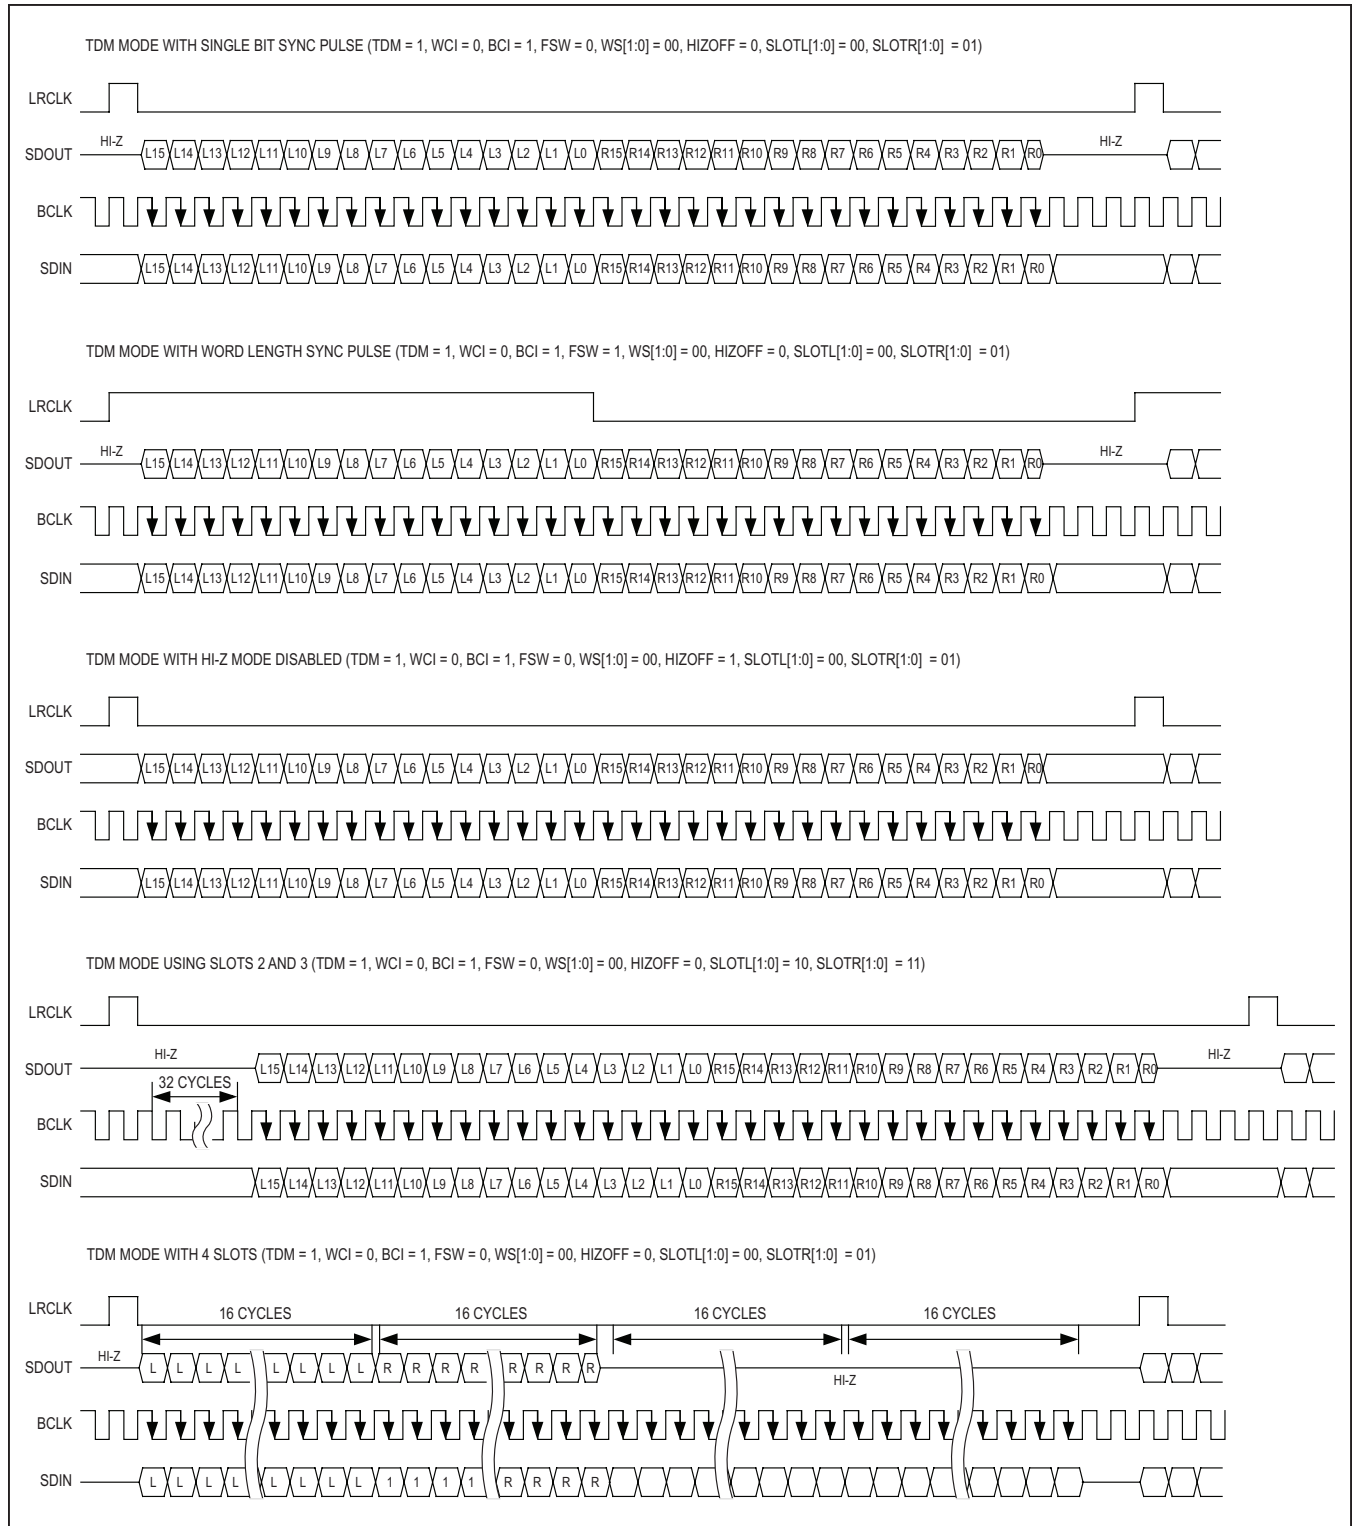 TDM MODE WITH SINGLE BIT SYNC PULSE (TDM = 1, WCI = 0, BCI = 1, FSW = 0, WS[1:0] = 00, HIZOFF = 0, SLOTL[1:0] = 00, SLOTR[1:0] = 01)
LRCLK
HI-Z HI-Z
SDOUT L15 L14 L13 L12 L11 L10 L9 L8 L7 L6 L5 L4 L3 L2 L1 L0 R15 R14 R13 R12 R11 R10 R9 R8 R7 R6 R5 R4 R3 R2 R1 R0
BCLK
SDIN L15 L14 L13 L12 L11 L10 L9 L8 L7 L6 L5 L4 L3 L2 L1 L0 R15 R14 R13 R12 R11 R10 R9 R8 R7 R6 R5 R4 R3 R2 R1 R0
TDM MODE WITH WORD LENGTH SYNC PULSE (TDM = 1, WCI = 0, BCI = 1, FSW = 1, WS[1:0] = 00, HIZOFF = 0, SLOTL[1:0] = 00, SLOTR[1:0] = 01)
LRCLK
HI-Z HI-Z
SDOUT L15 L14 L13 L12 L11 L10 L9 L8 L7 L6 L5 L4 L3 L2 L1 L0 R15 R14 R13 R12 R11 R10 R9 R8 R7 R6 R5 R4 R3 R2 R1 R0
BCLK
SDIN L15 L14 L13 L12 L11 L10 L9 L8 L7 L6 L5 L4 L3 L2 L1 L0 R15 R14 R13 R12 R11 R10 R9 R8 R7 R6 R5 R4 R3 R2 R1 R0
TDM MODE WITH HI-Z MODE DISABLED (TDM = 1, WCI = 0, BCI = 1, FSW = 0, WS[1:0] = 00, HIZOFF = 1, SLOTL[1:0] = 00, SLOTR[1:0] = 01)
LRCLK
SDOUT L15 L14 L13 L12 L11 L10 L9 L8 L7 L6 L5 L4 L3 L2 L1 L0 R15 R14 R13 R12 R11 R10 R9 R8 R7 R6 R5 R4 R3 R2 R1 R0
BCLK
SDIN L15 L14 L13 L12 L11 L10 L9 L8 L7 L6 L5 L4 L3 L2 L1 L0 R15 R14 R13 R12 R11 R10 R9 R8 R7 R6 R5 R4 R3 R2 R1 R0
TDM MODE USING SLOTS 2 AND 3 (TDM = 1, WCI = 0, BCI = 1, FSW = 0, WS[1:0] = 00, HIZOFF = 0, SLOTL[1:0] = 10, SLOTR[1:0] = 11)
LRCLK
HI-Z HI-Z
SDOUT L15 L14 L13 L12 L11 L10 L9 L8 L7 L6 L5 L4 L3 L2 L1 L0 R15 R14 R13 R12 R11 R10 R9 R8 R7 R6 R5 R4 R3 R2 R1 R0
32 CYCLES
BCLK
SDIN L15 L14 L13 L12 L11 L10 L9 L8 L7 L6 L5 L4 L3 L2 L1 L0 R15 R14 R13 R12 R11 R10 R9 R8 R7 R6 R5 R4 R3 R2 R1 R0
TDM MODE WITH 4 SLOTS (TDM = 1, WCI = 0, BCI = 1, FSW = 0, WS[1:0] = 00, HIZOFF = 0, SLOTL[1:0] = 00, SLOTR[1:0] = 01)
LRCLK 16 CYCLES 16 CYCLES 16 CYCLES 16 CYCLES
HI-Z
SDOUT L L L L L L L L R R R R R R R R
HI-Z
BCLK
SDIN L L L L L L L L 1 1 1 1 R R R R